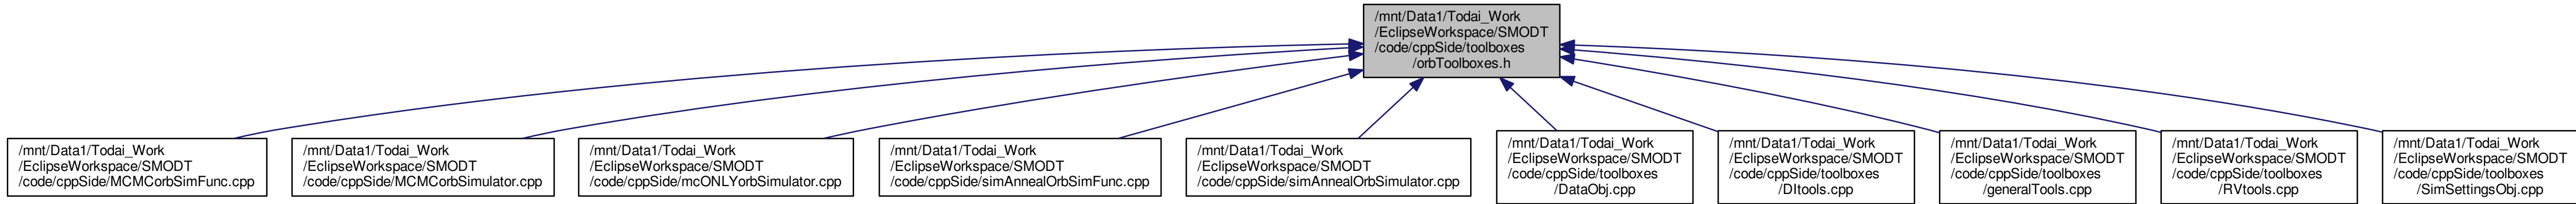 /mnt/Data1/Todai_Work
/EclipseWorkspace/SMODT
/code/cppSide/toolboxes
/orbToolboxes.h
/mnt/Data1/Todai_Work
/EclipseWorkspace/SMODT
/code/cppSide/MCMCorbSimFunc.cpp
/mnt/Data1/Todai_Work
/EclipseWorkspace/SMODT
/code/cppSide/MCMCorbSimulator.cpp
/mnt/Data1/Todai_Work
/EclipseWorkspace/SMODT
/code/cppSide/mcONLYorbSimulator.cpp
/mnt/Data1/Todai_Work
/EclipseWorkspace/SMODT
/code/cppSide/simAnnealOrbSimFunc.cpp
/mnt/Data1/Todai_Work
/EclipseWorkspace/SMODT
/code/cppSide/simAnnealOrbSimulator.cpp
/mnt/Data1/Todai_Work
/EclipseWorkspace/SMODT
/code/cppSide/toolboxes
/DataObj.cpp
/mnt/Data1/Todai_Work
/EclipseWorkspace/SMODT
/code/cppSide/toolboxes
/DItools.cpp
/mnt/Data1/Todai_Work
/EclipseWorkspace/SMODT
/code/cppSide/toolboxes
/generalTools.cpp
/mnt/Data1/Todai_Work
/EclipseWorkspace/SMODT
/code/cppSide/toolboxes
/RVtools.cpp
/mnt/Data1/Todai_Work
/EclipseWorkspace/SMODT
/code/cppSide/toolboxes
/SimSettingsObj.cpp